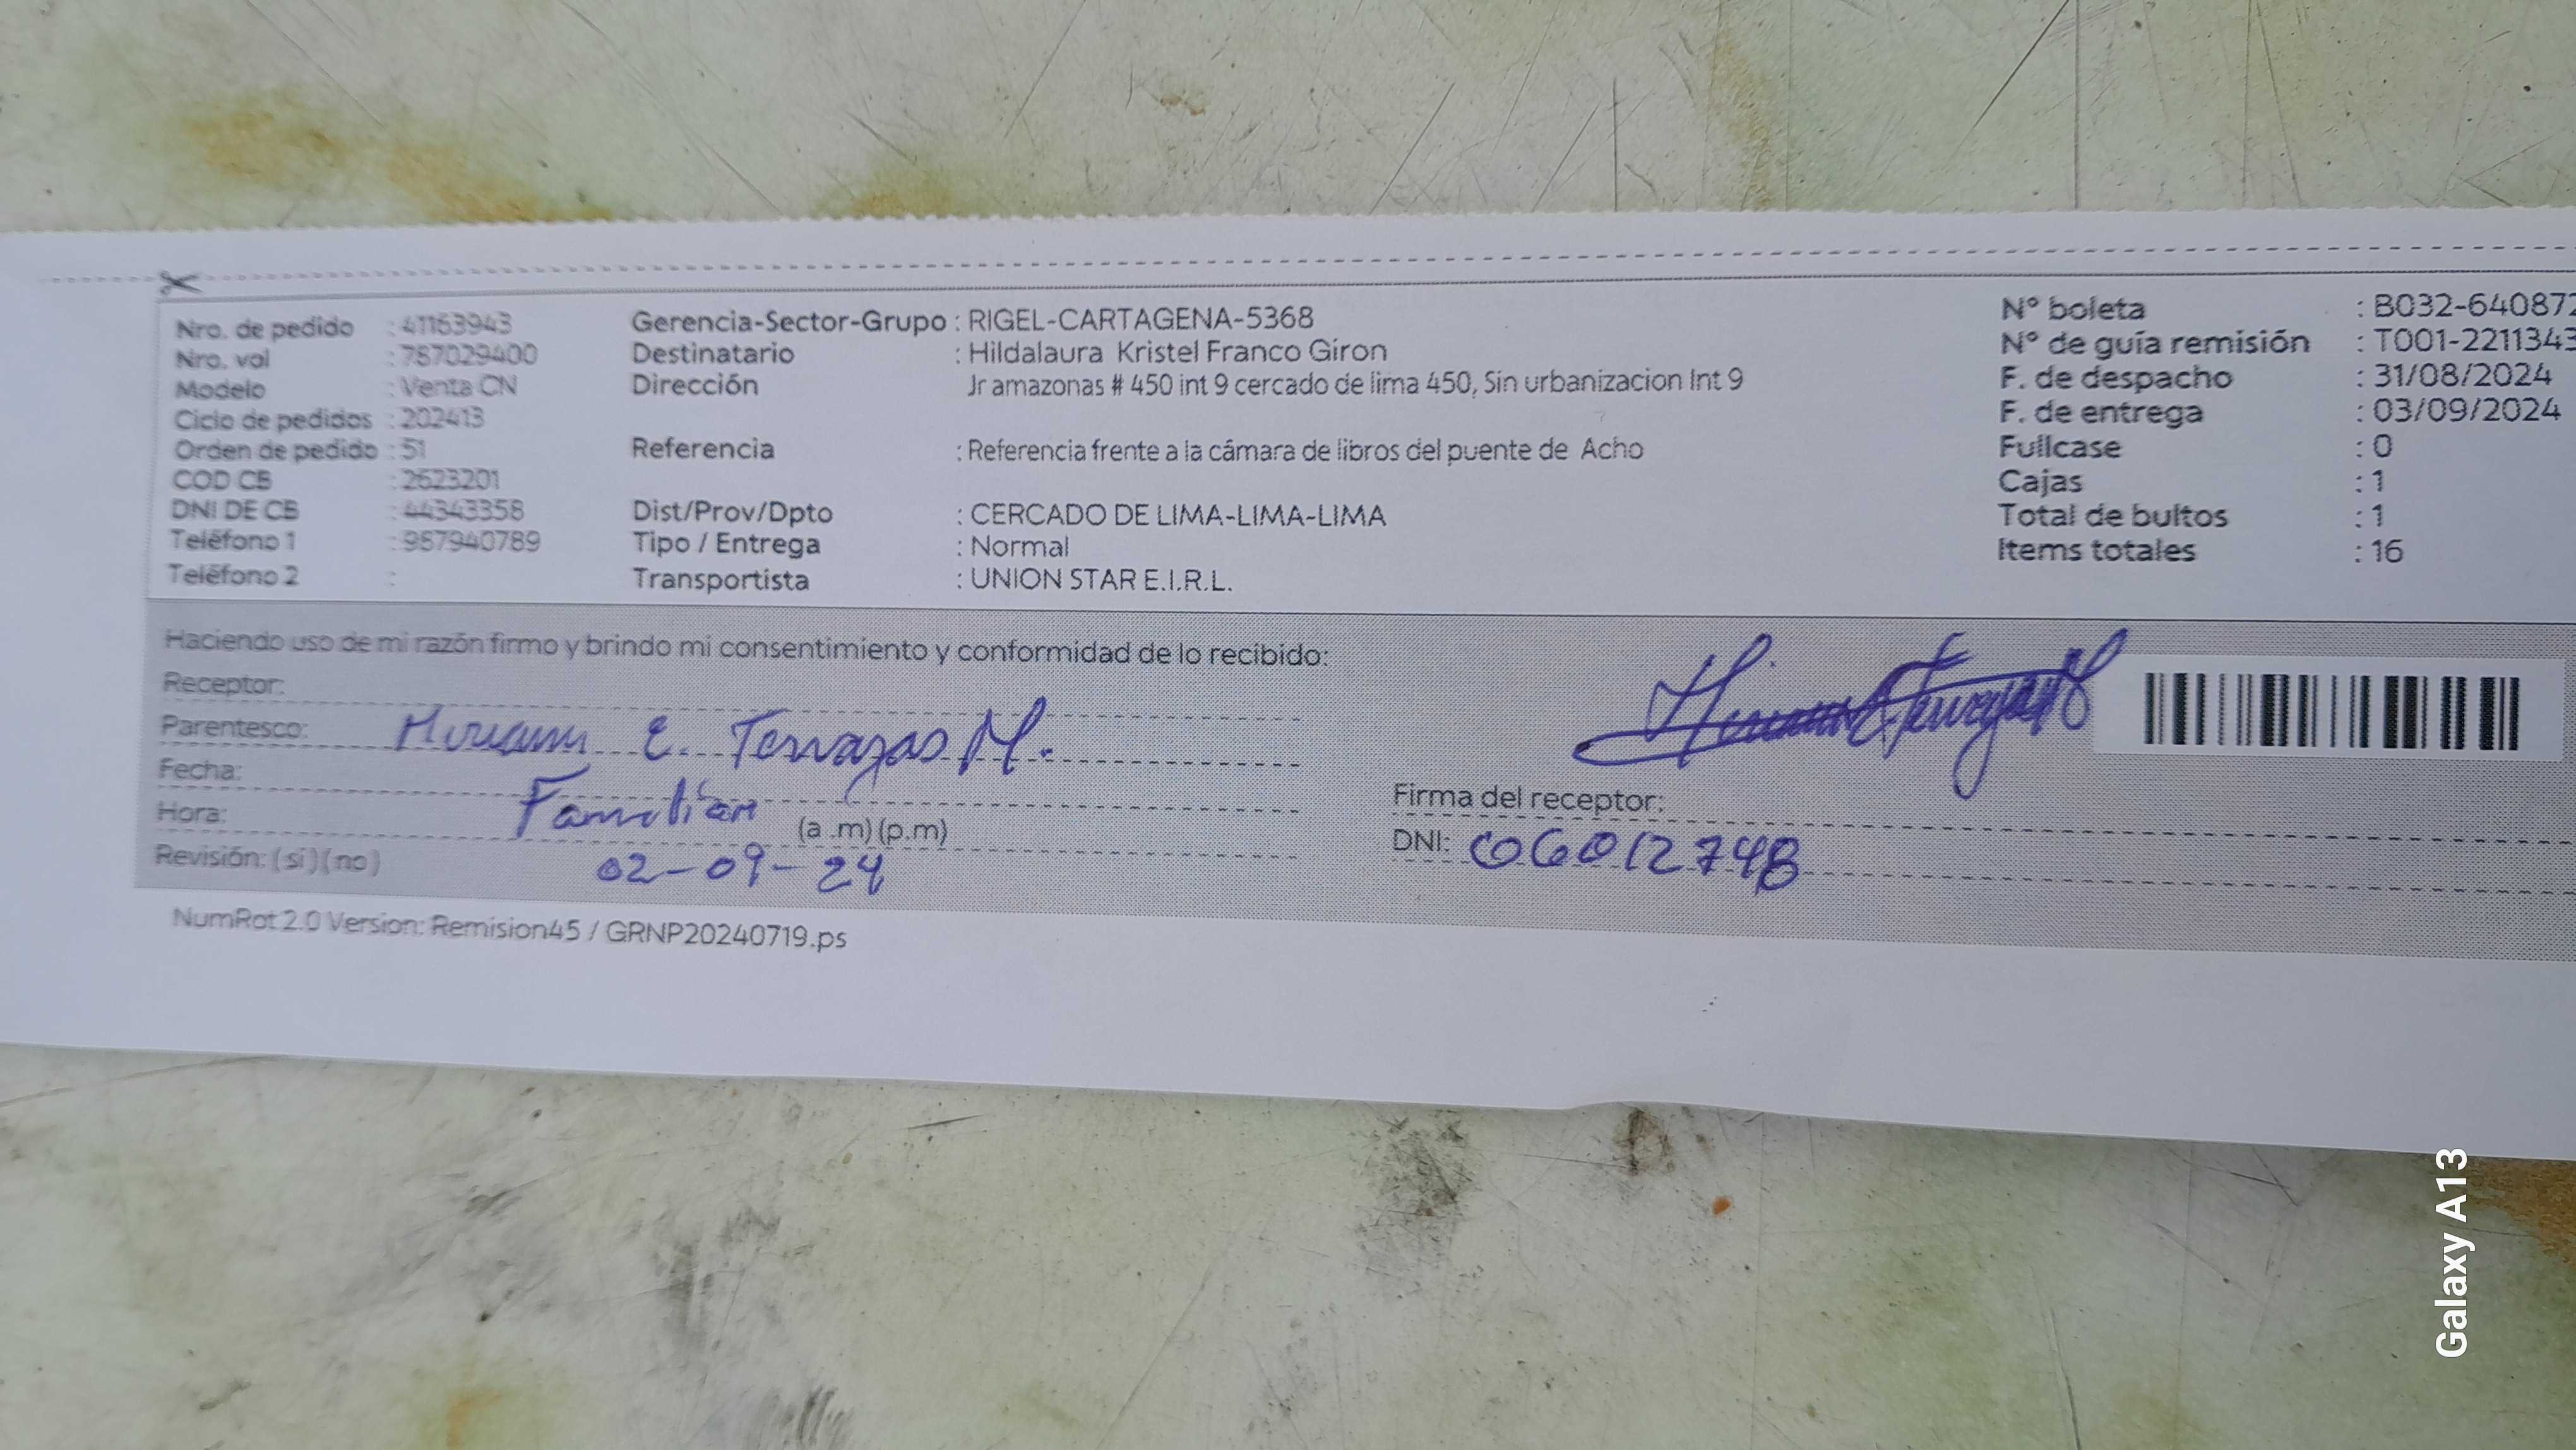 Nro. de pedido : 41163943
Nro. val : 787029400
Modelo : Venta CN
Ciclo de pedidos : 202413
Orden de pedido : 51
COD CB : 2623201
DNI DE CB : 44343358
Teléfono 1 : 957940789
Teléfono 2 :
Gerencia-Sector-Grupo : RIGEL-CARTAGENA-5368
Destinatario : Hildalaura Kristel Franco Giron
Dirección Jr amazonas # 450 int 9 cercado de lima 450, Sin urbanizacion Int 9
Referencia : Referencia frente a la cámara de libros del puente de Acho
Dist/Prov/Dpto : CERCADO DE LIMA-LIMA-LIMA
Tipo / Entrega : Normal
Transportista : UNION STAR E.I.R.L.
Nº boleta : B032-640872
Nº de guía remisión : T001-2211343
F. de despacho : 31/08/2024
F. de entrega : 03/09/2024
Fullcase : 0
Cajas : 1
Total de bultos : 1
Items totales : 16
Haciendo uso de mi razón firmo y brindo mi consentimiento y conformidad de lo recibido:
Receptor:
Parentesco: Miriam E. Terrazas M.
Fecha:
Hora: Familiar (a .m) (p.m)
Revisión: (si) (no) 02-09-24
Firma del receptor:
DNI: 06012748
NumRot 2.0 Version: Remision45 / GRNP20240719.ps
Galaxy A13